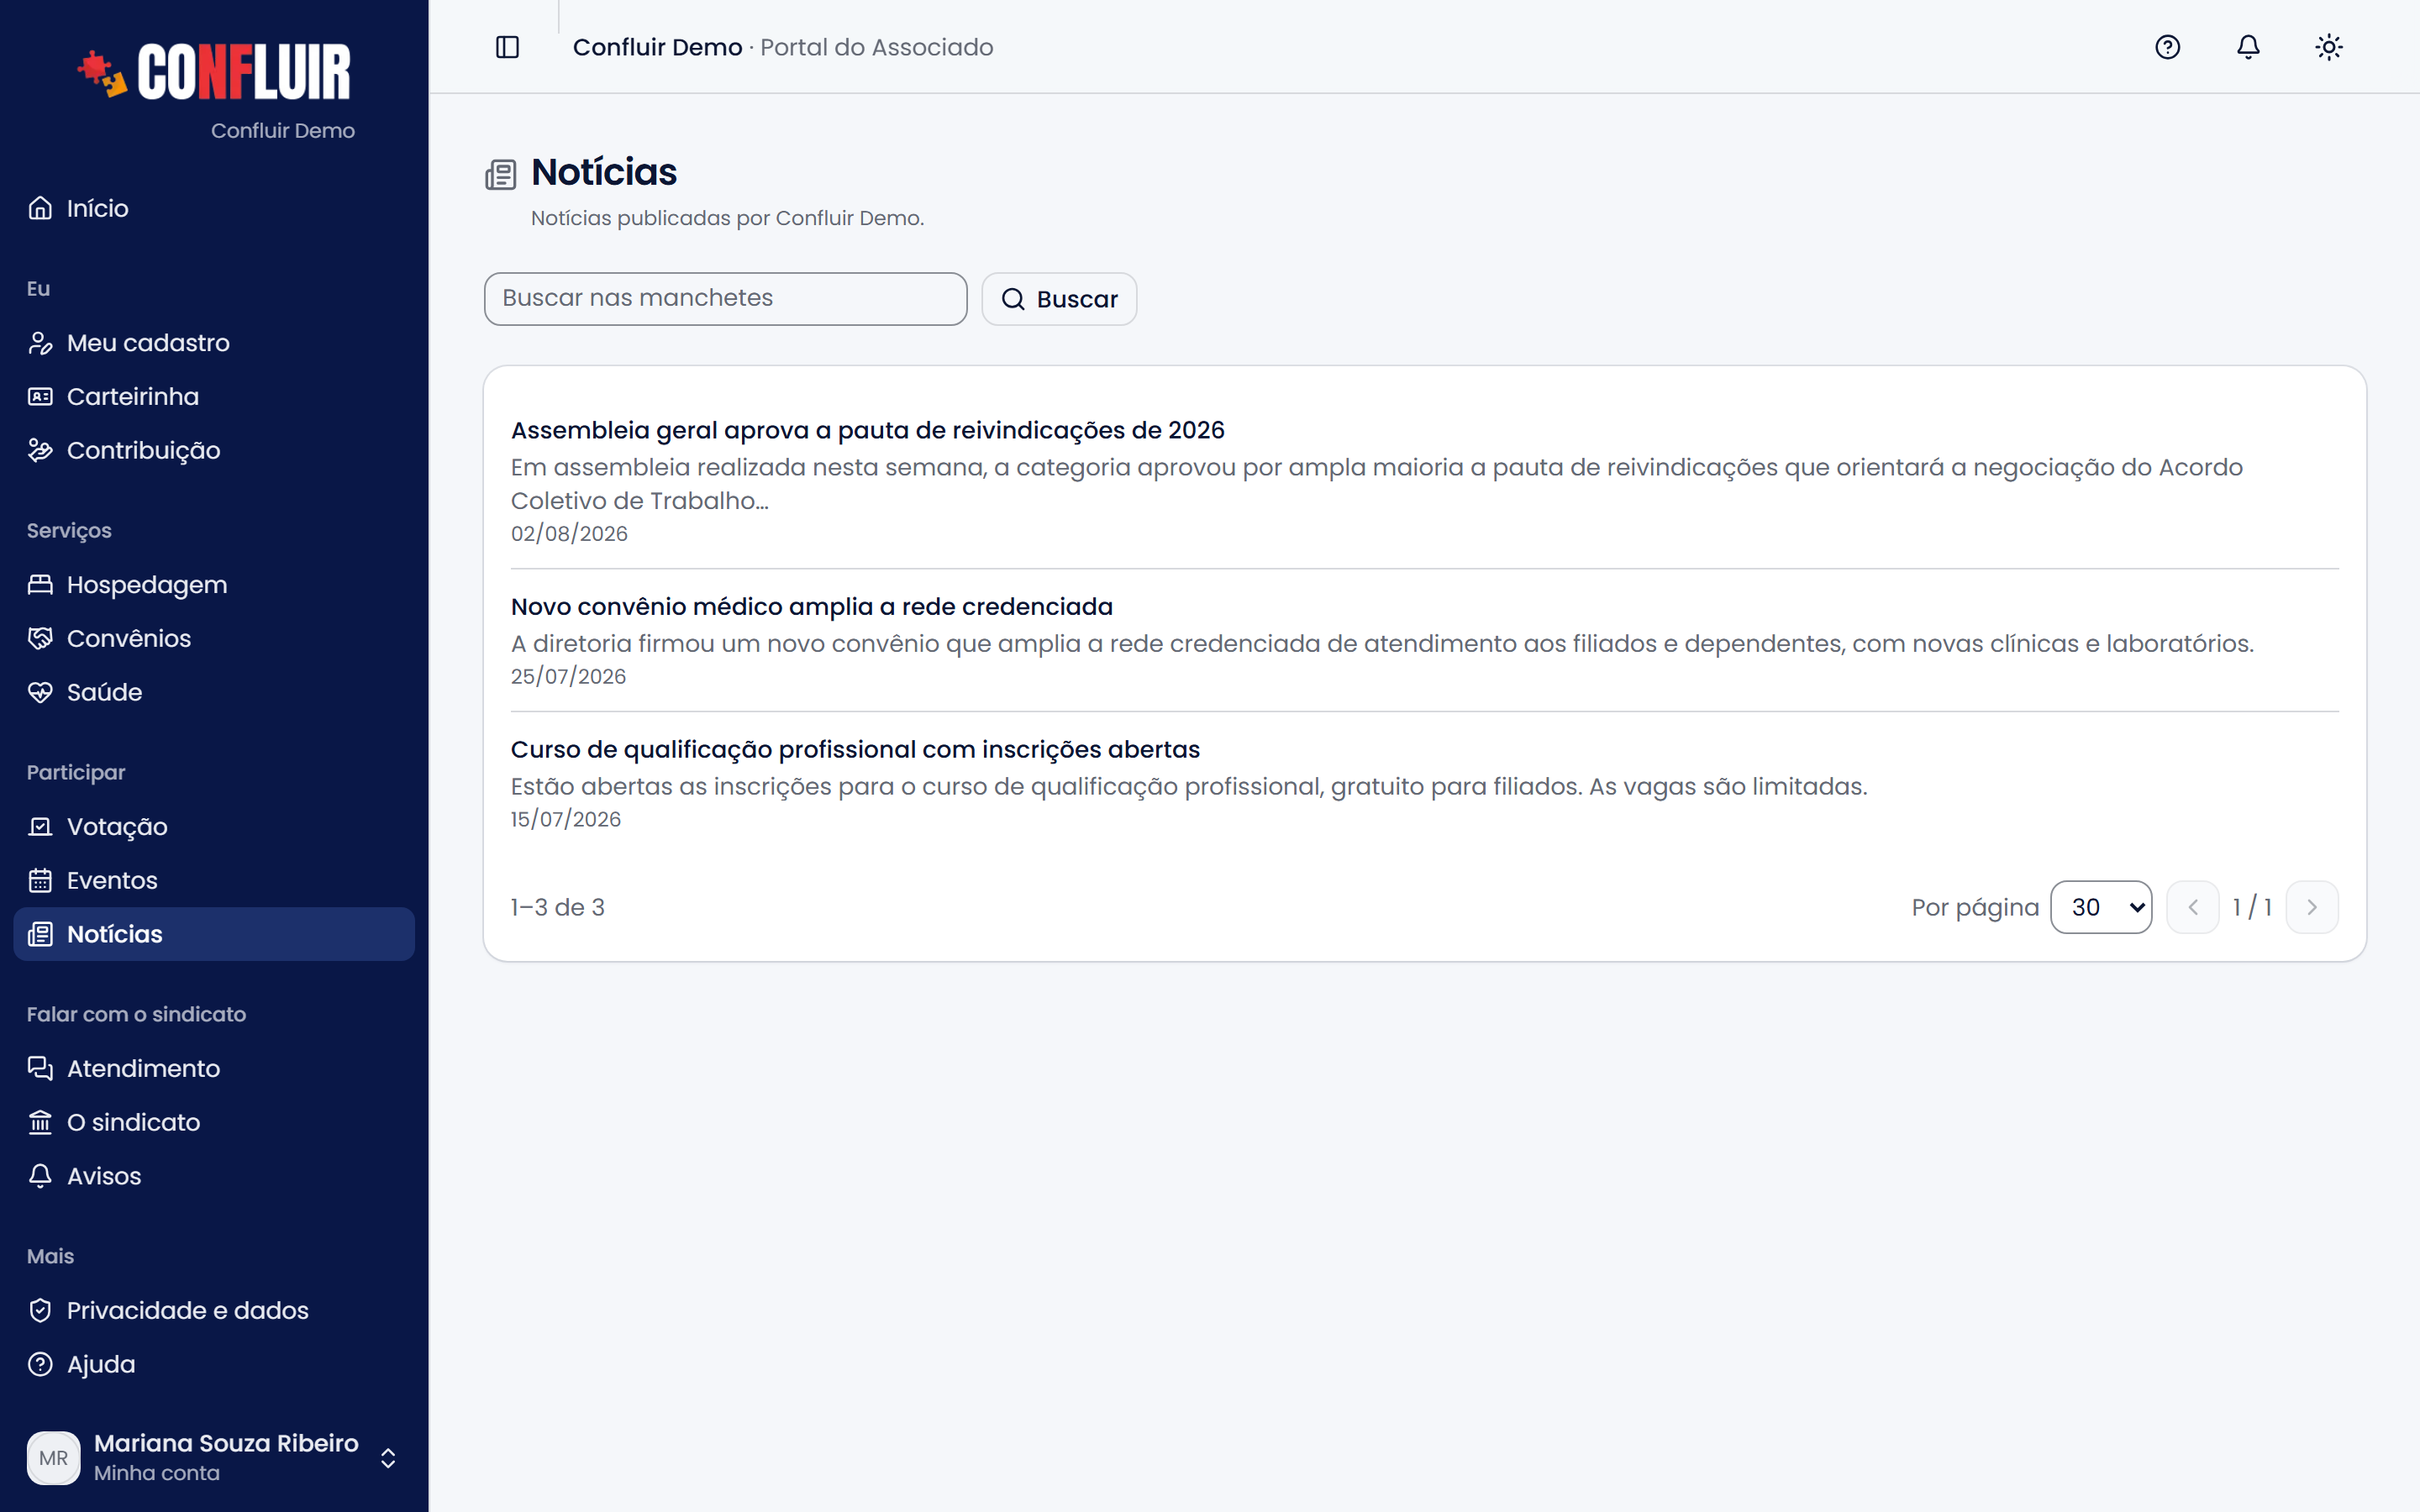 CONFLUIR
Confluir Demo
Início
Eu
Meu cadastro
Carteirinha
Contribuição
Serviços
Hospedagem
Convênios
Saúde
Participar
Votação
Eventos
Notícias
Falar com o sindicato
Atendimento
O sindicato
Avisos
Mais
Privacidade e dados
Ajuda
MR
Mariana Souza Ribeiro
Minha conta
Confluir Demo · Portal do Associado
Notícias
Notícias publicadas por Confluir Demo.
Buscar nas manchetes
Buscar
Assembleia geral aprova a pauta de reivindicações de 2026
Em assembleia realizada nesta semana, a categoria aprovou por ampla maioria a pauta de reivindicações que orientará a negociação do Acordo
Coletivo de Trabalho...
02/08/2026
Novo convênio médico amplia a rede credenciada
A diretoria firmou um novo convênio que amplia a rede credenciada de atendimento aos filiados e dependentes, com novas clínicas e laboratórios.
25/07/2026
Curso de qualificação profissional com inscrições abertas
Estão abertas as inscrições para o curso de qualificação profissional, gratuito para filiados. As vagas são limitadas.
15/07/2026
1–3 de 3
Por página 30 1 / 1